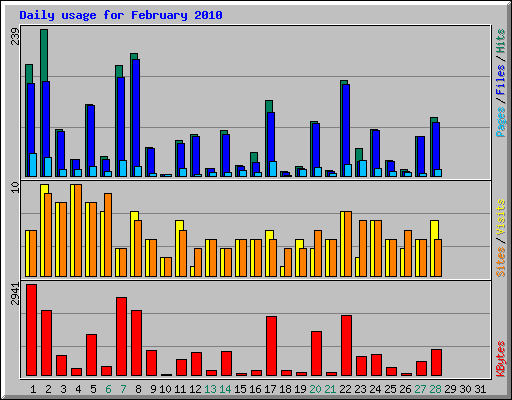 Daily usage for February 2010
239
Pages / Files / Hits
10
Sites / Visits
2941
KBytes
1 2 3 4 5 6 7 8 9 10 11 12 13 14 15 16 17 18 19 20 21 22 23 24 25 26 27 28 29 30 31